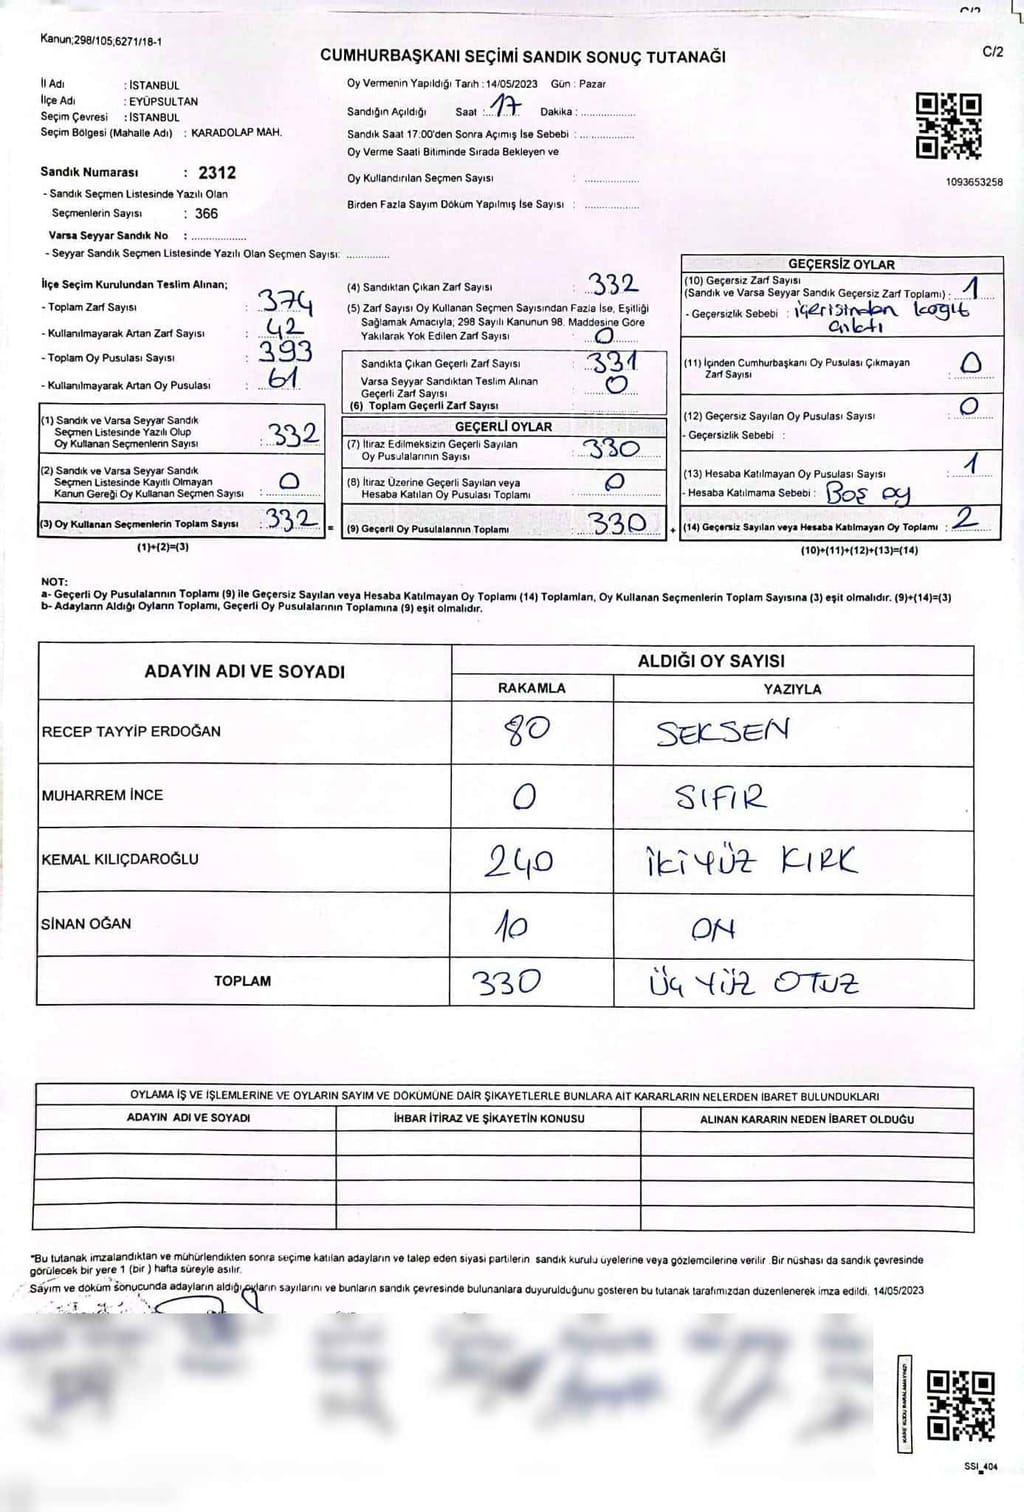 C/2
Kanun;298/105,6271/18-1
CUMHURBAŞKANI SEÇİMİ SANDIK SONUÇ TUTANAĞI
C/2
İl Adı : İSTANBUL
İlçe Adı : EYÜPSULTAN
Seçim Çevresi : İSTANBUL
Seçim Bölgesi (Mahalle Adı) : KARADOLAP MAH.
Sandık Numarası : 2312
- Sandık Seçmen Listesinde Yazılı Olan
Seçmenlerin Sayısı : 366
Varsa Seyyar Sandık No : ..................
- Seyyar Sandık Seçmen Listesinde Yazılı Olan Seçmen Sayısı: ..............
Oy Vermenin Yapıldığı Tarih :14/05/2023 Gün : Pazar
Sandığın Açıldığı Saat : 17 Dakika : ..................
Sandık Saat 17:00'den Sonra Açımış İse Sebebi : ..................
Oy Verme Saati Bitiminde Sırada Bekleyen ve
Oy Kullandırılan Seçmen Sayısı : ..................
Birden Fazla Sayım Döküm Yapılmış İse Sayısı : ..................
1093653258
İlçe Seçim Kurulundan Teslim Alınan;
- Toplam Zarf Sayısı : 374
- Kullanılmayarak Artan Zarf Sayısı : 42
- Toplam Oy Pusulası Sayısı : 393
- Kullanılmayarak Artan Oy Pusulası : 61
(1) Sandık ve Varsa Seyyar Sandık
Seçmen Listesinde Yazılı Olup
Oy Kullanan Seçmenlerin Sayısı : 332
(2) Sandık ve Varsa Seyyar Sandık
Seçmen Listesinde Kayıtlı Olmayan
Kanun Gereği Oy Kullanan Seçmen Sayısı : 0
(3) Oy Kullanan Seçmenlerin Toplam Sayısı : 332 =
(1)+(2)=(3)
(4) Sandıktan Çıkan Zarf Sayısı : 332
(5) Zarf Sayısı Oy Kullanan Seçmen Sayısından Fazla İse, Eşitliği
Sağlamak Amacıyla, 298 Sayılı Kanunun 98. Maddesine Göre
Yakılarak Yok Edilen Zarf Sayısı : 0
Sandıkta Çıkan Geçerli Zarf Sayısı : 331
Varsa Seyyar Sandıktan Teslim Alınan
Geçerli Zarf Sayısı : 0
(6) Toplam Geçerli Zarf Sayısı
GEÇERLİ OYLAR
(7) İtiraz Edilmeksizin Geçerli Sayılan
Oy Pusulalarının Sayısı : 330
(8) İtiraz Üzerine Geçerli Sayılan veya
Hesaba Katılan Oy Pusulası Toplamı : 0
(9) Geçerli Oy Pusulalarının Toplamı : 330 +
GEÇERSİZ OYLAR
(10) Geçersiz Zarf Sayısı
(Sandık ve Varsa Seyyar Sandık Geçersiz Zarf Toplamı) : 1
- Geçersizlik Sebebi : içerisinden kağıt
çıktı
(11) İçinden Cumhurbaşkanı Oy Pusulası Çıkmayan
Zarf Sayısı : 0
(12) Geçersiz Sayılan Oy Pusulası Sayısı : 0
- Geçersizlik Sebebi :
(13) Hesaba Katılmayan Oy Pusulası Sayısı : 1
- Hesaba Katılmama Sebebi : Boş oy
(14) Geçersiz Sayılan veya Hesaba Katılmayan Oy Toplamı : 2
(10)+(11)+(12)+(13)=(14)
NOT:
a- Geçerli Oy Pusulalarının Toplamı (9) ile Geçersiz Sayılan veya Hesaba Katılmayan Oy Toplamı (14) Toplamları, Oy Kullanan Seçmenlerin Toplam Sayısına (3) eşit olmalıdır. (9)+(14)=(3)
b- Adayların Aldığı Oyların Toplamı, Geçerli Oy Pusulalarının Toplamına (9) eşit olmalıdır.
ADAYIN ADI VE SOYADI ALDIĞI OY SAYISI
RAKAMLA YAZIYLA
RECEP TAYYİP ERDOĞAN 80 SEKSEN
MUHARREM İNCE 0 SIFIR
KEMAL KILIÇDAROĞLU 240 İKİ YÜZ KIRK
SİNAN OĞAN 10 ON
TOPLAM 330 ÜÇ YÜZ OTUZ
OYLAMA İŞ VE İŞLEMLERİNE VE OYLARIN SAYIM VE DÖKÜMÜNE DAİR ŞİKAYETLERLE BUNLARA AİT KARARLARIN NELERDEN İBARET BULUNDUKLARI
ADAYIN ADI VE SOYADI İHBAR İTİRAZ VE ŞİKAYETİN KONUSU ALINAN KARARIN NEDEN İBARET OLDUĞU
*Bu tutanak imzalandıktan ve mühürlendikten sonra seçime katılan adayların ve talep eden siyasi partilerin sandık kurulu üyelerine veya gözlemcilerine verilir. Bir nüshası da sandık çevresinde
görülecek bir yere 1 (bir ) hafta süreyle asılır.
Sayım ve döküm sonucunda adayların aldığı oyların sayılarını ve bunların sandık çevresinde bulunanlara duyurulduğunu gösteren bu tutanak tarafımızdan düzenlenerek imza edildi. 14/05/2023
KARE KODU KARALAMAYINIZ!
SSI_404